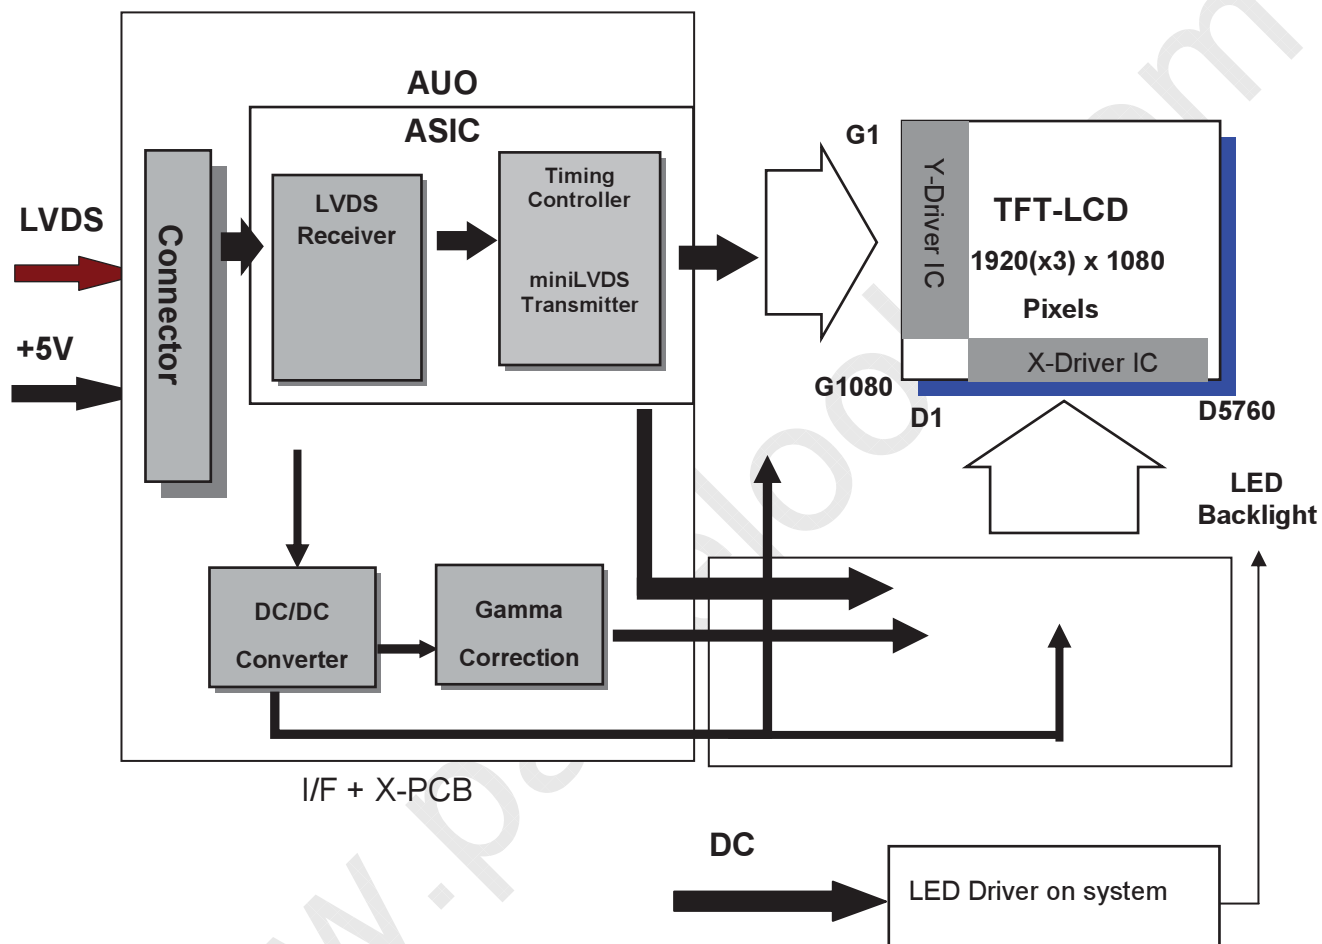 AUO
ASIC
LVDS
+5V
Connector
LVDS
Receiver
Timing
Controller
miniLVDS
Transmitter
G1
G1080
Y-Driver IC
TFT-LCD
1920(x3) x 1080
Pixels
X-Driver IC
D1
D5760
LED
Backlight
DC/DC
Converter
Gamma
Correction
I/F + X-PCB
DC
LED Driver on system